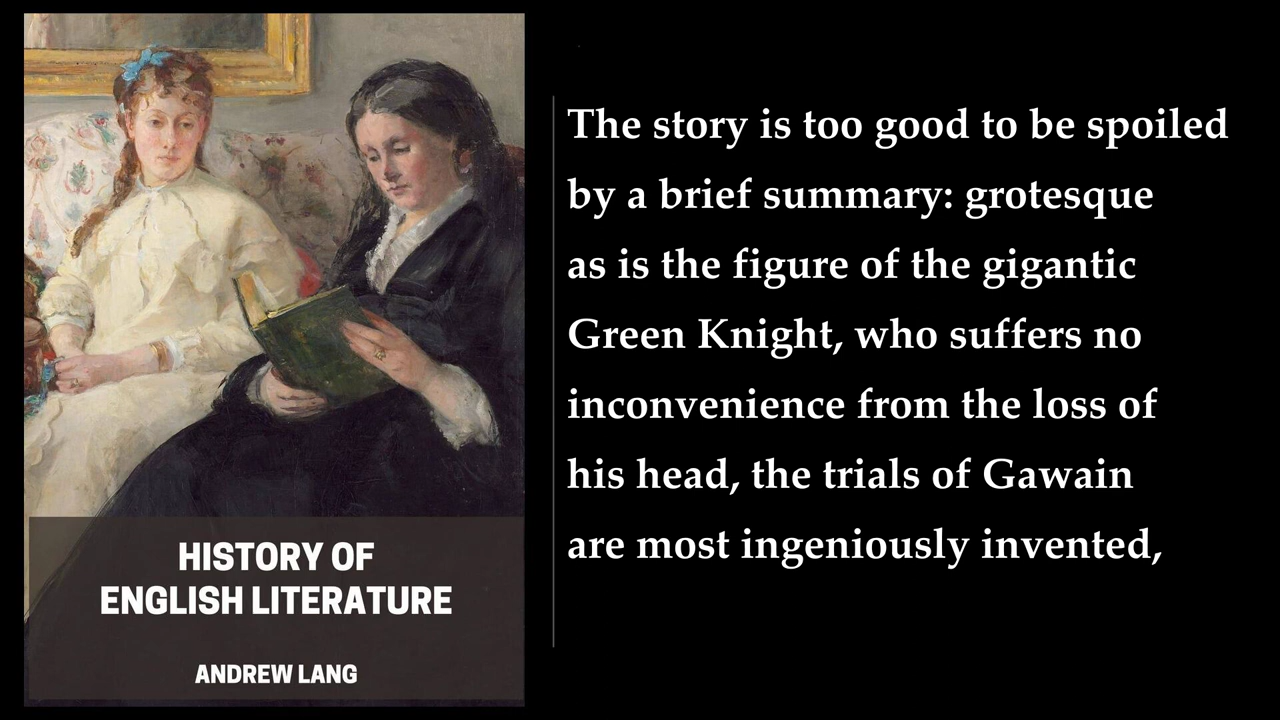 HISTORY OF
ENGLISH LITERATURE
ANDREW LANG
The story is too good to be spoiled
by a brief summary: grotesque
as is the figure of the gigantic
Green Knight, who suffers no
inconvenience from the loss of
his head, the trials of Gawain
are most ingeniously invented,